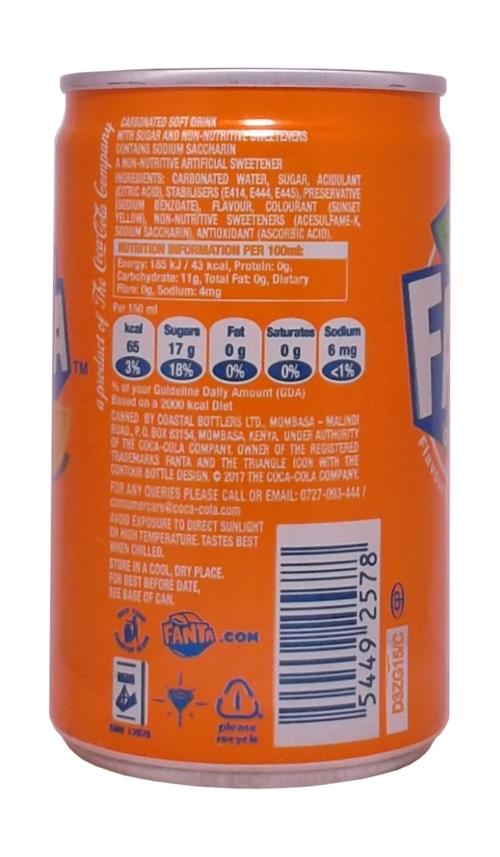 CARBONATED SOFT DRINK
WITH SUGAR AND NON-NUTRITIVE SWEETENERS
CONTAINS SODIUM SACCHARIN
A NON-NUTRITIVE ARTIFICIAL SWEETENER
INGREDIENTS: CARBONATED WATER, SUGAR, ACIDULANT
(CITRIC ACID), STABILISERS (E414, E444, E445), PRESERVATIVE
(SODIUM BENZOATE), FLAVOUR, COLOURANT (SUNSET
YELLOW), NON-NUTRITIVE SWEETENERS (ACESULFAME-K,
SODIUM SACCHARIN) ANTIOXIDANT (ASCORBIC ACID).
NUTRITION INFORMATION PER 100ml:
Energy: 185 kJ / 43 kcal, Protein: 0g,
Carbohydrate: 11g, Total Fat: 0g, Dietary
Fibre: 0g, Sodium: 4mg
Per 150 ml
kcal Sugars Fat Saturates Sodium
65 17 g 0 g 0 g 6 mg
3% 18% 0% 0% <1%
% of your Guideline Daily Amount (GDA)
Based on a 2000 kcal Diet
CANNED BY COASTAL BOTTLERS LTD., MOMBASA - MALINDI
ROAD, P.O. BOX 83154, MOMBASA, KENYA. UNDER AUTHORITY
OF THE COCA-COLA COMPANY. OWNER OF THE REGISTERED
TRADEMARKS FANTA AND THE TRIANGLE ICON WITH THE
CONTOUR BOTTLE DESIGN. © 2017 THE COCA-COLA COMPANY.
FOR ANY QUERIES PLEASE CALL OR EMAIL: 0727-093-444 /
consumercare@coca-cola.com
AVOID EXPOSURE TO DIRECT SUNLIGHT
OR HIGH TEMPERATURE. TASTES BEST
WHEN CHILLED.
STORE IN A COOL, DRY PLACE.
FOR BEST BEFORE DATE,
SEE BASE OF CAN.
FANTA.COM
please
recycle
a product of The Coca-Cola Company
TM
5449 2578
D3ZG15/C